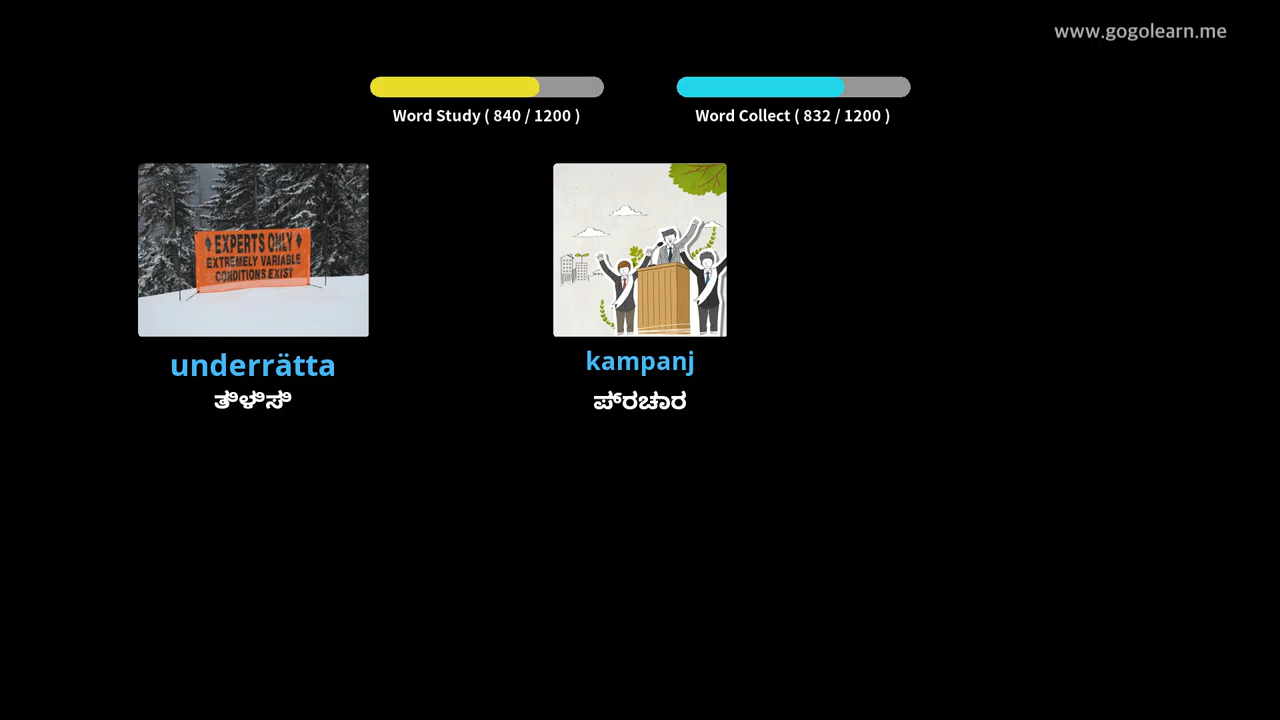 www.gogolearn.me
Word Study ( 840 / 1200 )
Word Collect ( 832 / 1200 )
EXPERTS ONLY
EXTREMELY VARIABLE
CONDITIONS EXIST
underrätta
ತಿಳಿಸಿ
kampanj
ಪ್ರಚಾರ